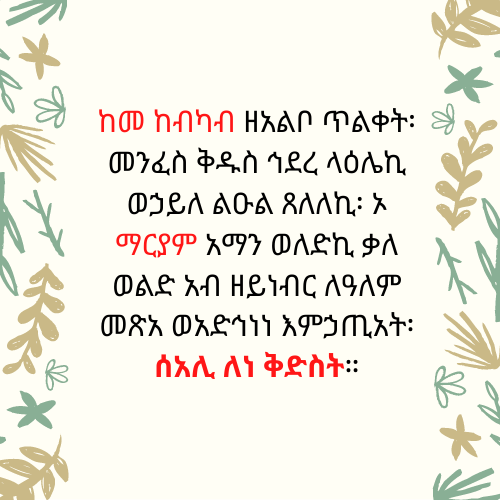 ከመ ከብካብ ዘአልቦ ጥልቀት፡
መንፈስ ቅዱስ ኅደረ ላዕሌኪ
ወኃይለ ልዑል ጸለለኪ፡ ኦ
ማርያም አማን ወለድኪ ቃለ
ወልድ አብ ዘይነብር ለዓለም
መጽአ ወአድኅነነ እምኃጢአት፡
ሰአሊ ለነ ቅድስት።